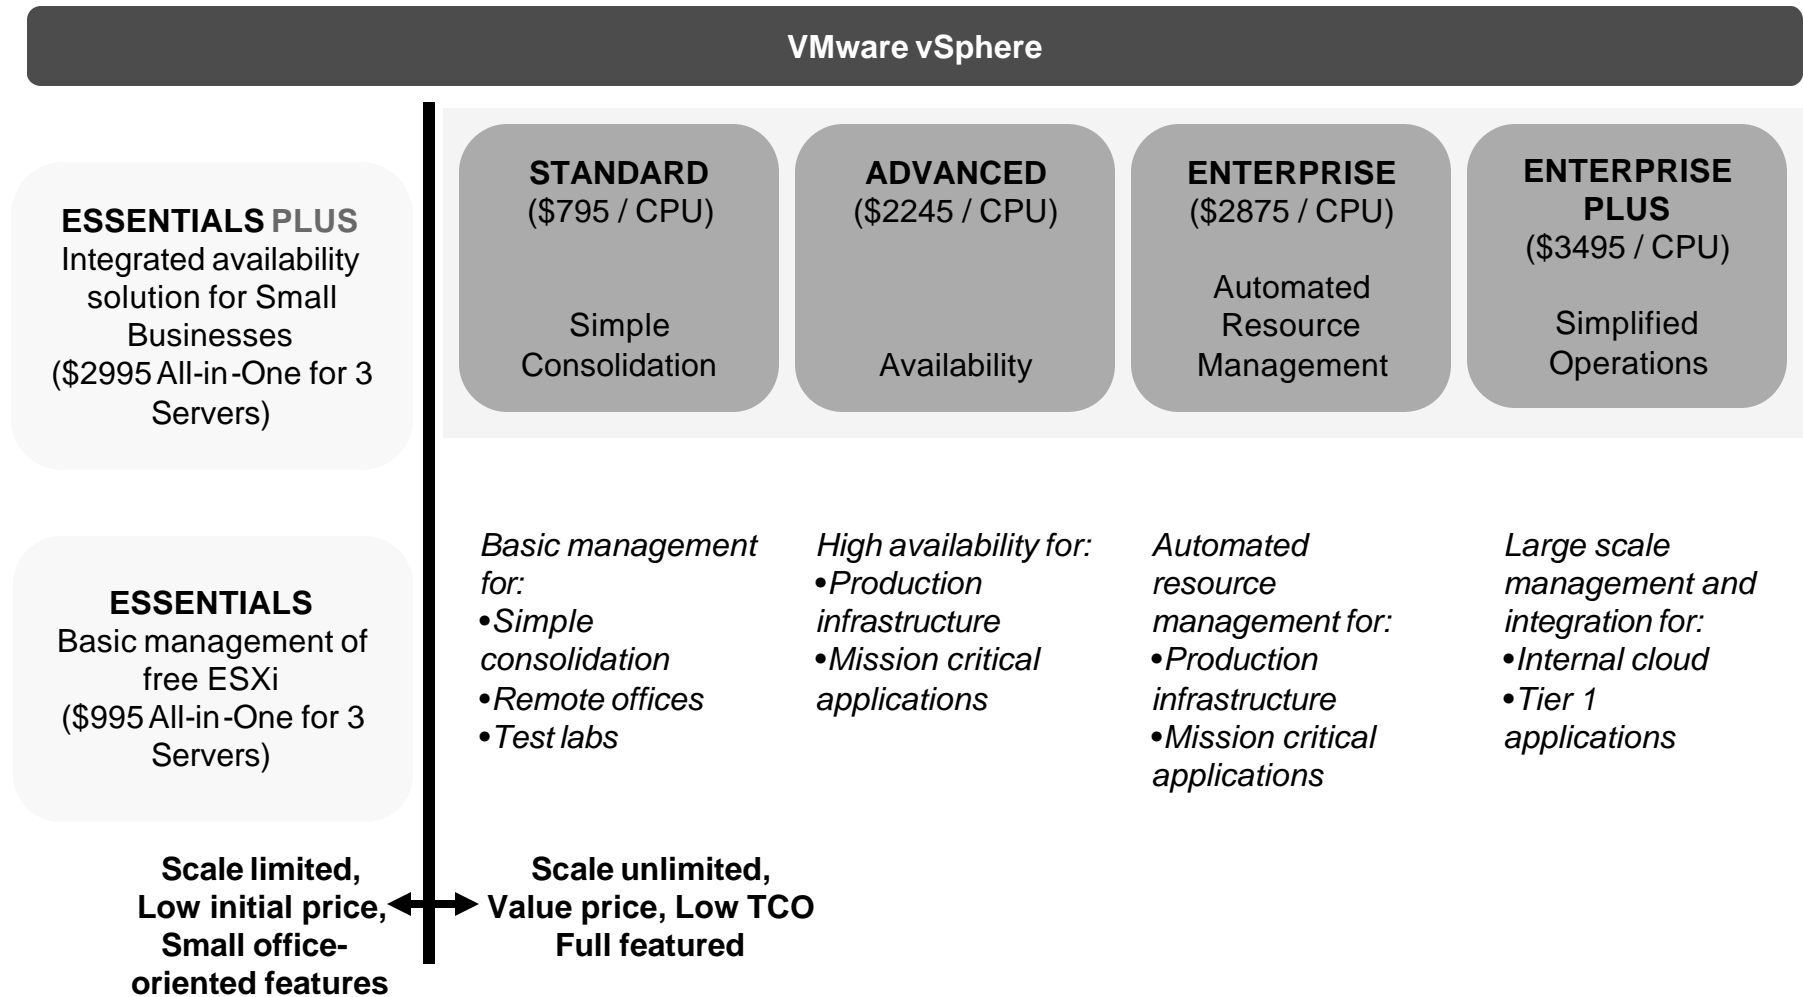 VMware vSphere
ESSENTIALS PLUS
Integrated availability
solution for Small
Businesses
($2995 All-in-One for 3
Servers)
ESSENTIALS
Basic management of
free ESXi
($995 All-in-One for 3
Servers)
Scale limited,
Low initial price,
Small office-
oriented features
STANDARD
($795 / CPU)
Simple
Consolidation
ADVANCED
($2245 / CPU)
Availability
ENTERPRISE
($2875 / CPU)
Automated
Resource
Management
ENTERPRISE
PLUS
($3495 / CPU)
Simplified
Operations
Basic management
for:
•Simple
consolidation
•Remote offices
•Test labs
High availability for:
•Production
infrastructure
•Mission critical
applications
Automated
resource
management for:
•Production
infrastructure
•Mission critical
applications
Large scale
management and
integration for:
•Internal cloud
•Tier 1
applications
Scale unlimited,
Value price, Low TCO
Full featured